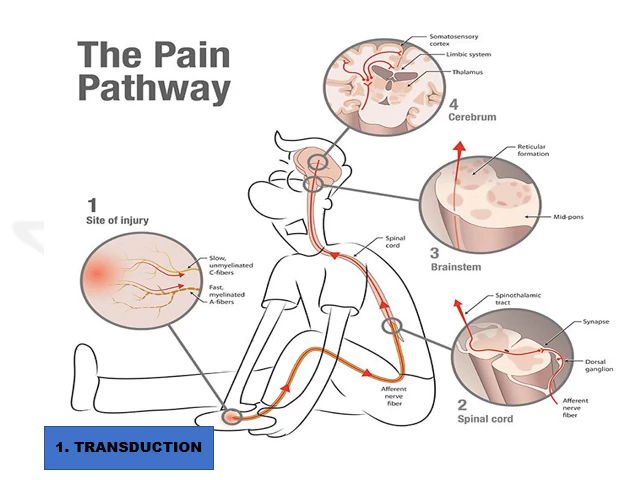 The Pain
Pathway
Somatosensory
cortex
Limbic system
Thalamus
4
Cerebrum
Reticular
formation
Mid-pons
3
Brainstem
1
Site of injury
Slow,
unmyelinated
C-fibers
Fast,
myelinated
A-fibers
Spinal
cord
Spinothalamic
tract
Synapse
Dorsal
ganglion
Afferent
nerve
fiber
2
Spinal cord
Afferent
nerve
fiber
1. TRANSDUCTION